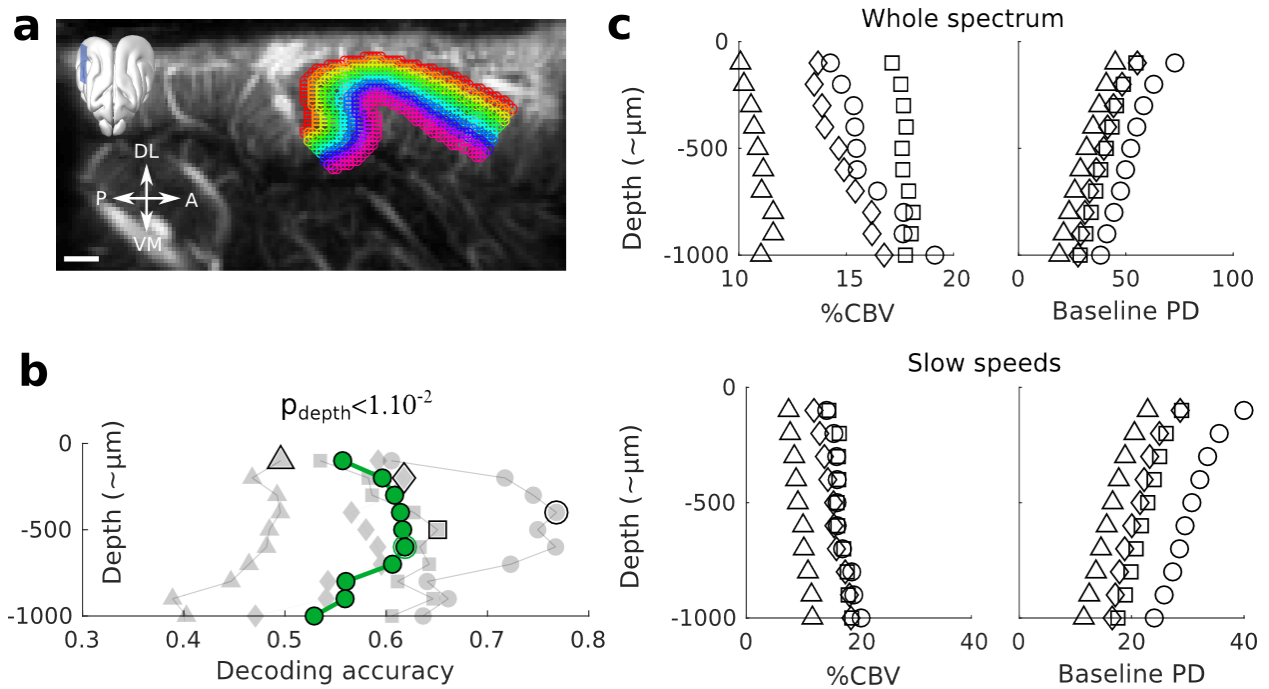 a
DL
P
A
VM
b
p_depth<1.10^-2
Depth (~µm)
0
-500
-1000
0.3
0.4
0.5
0.6
0.7
0.8
Decoding accuracy
c
Whole spectrum
Depth (~µm)
0
-500
-1000
10
15
20
%CBV
0
50
100
Baseline PD
Slow speeds
Depth (~µm)
0
-500
-1000
0
20
40
%CBV
0
20
40
Baseline PD